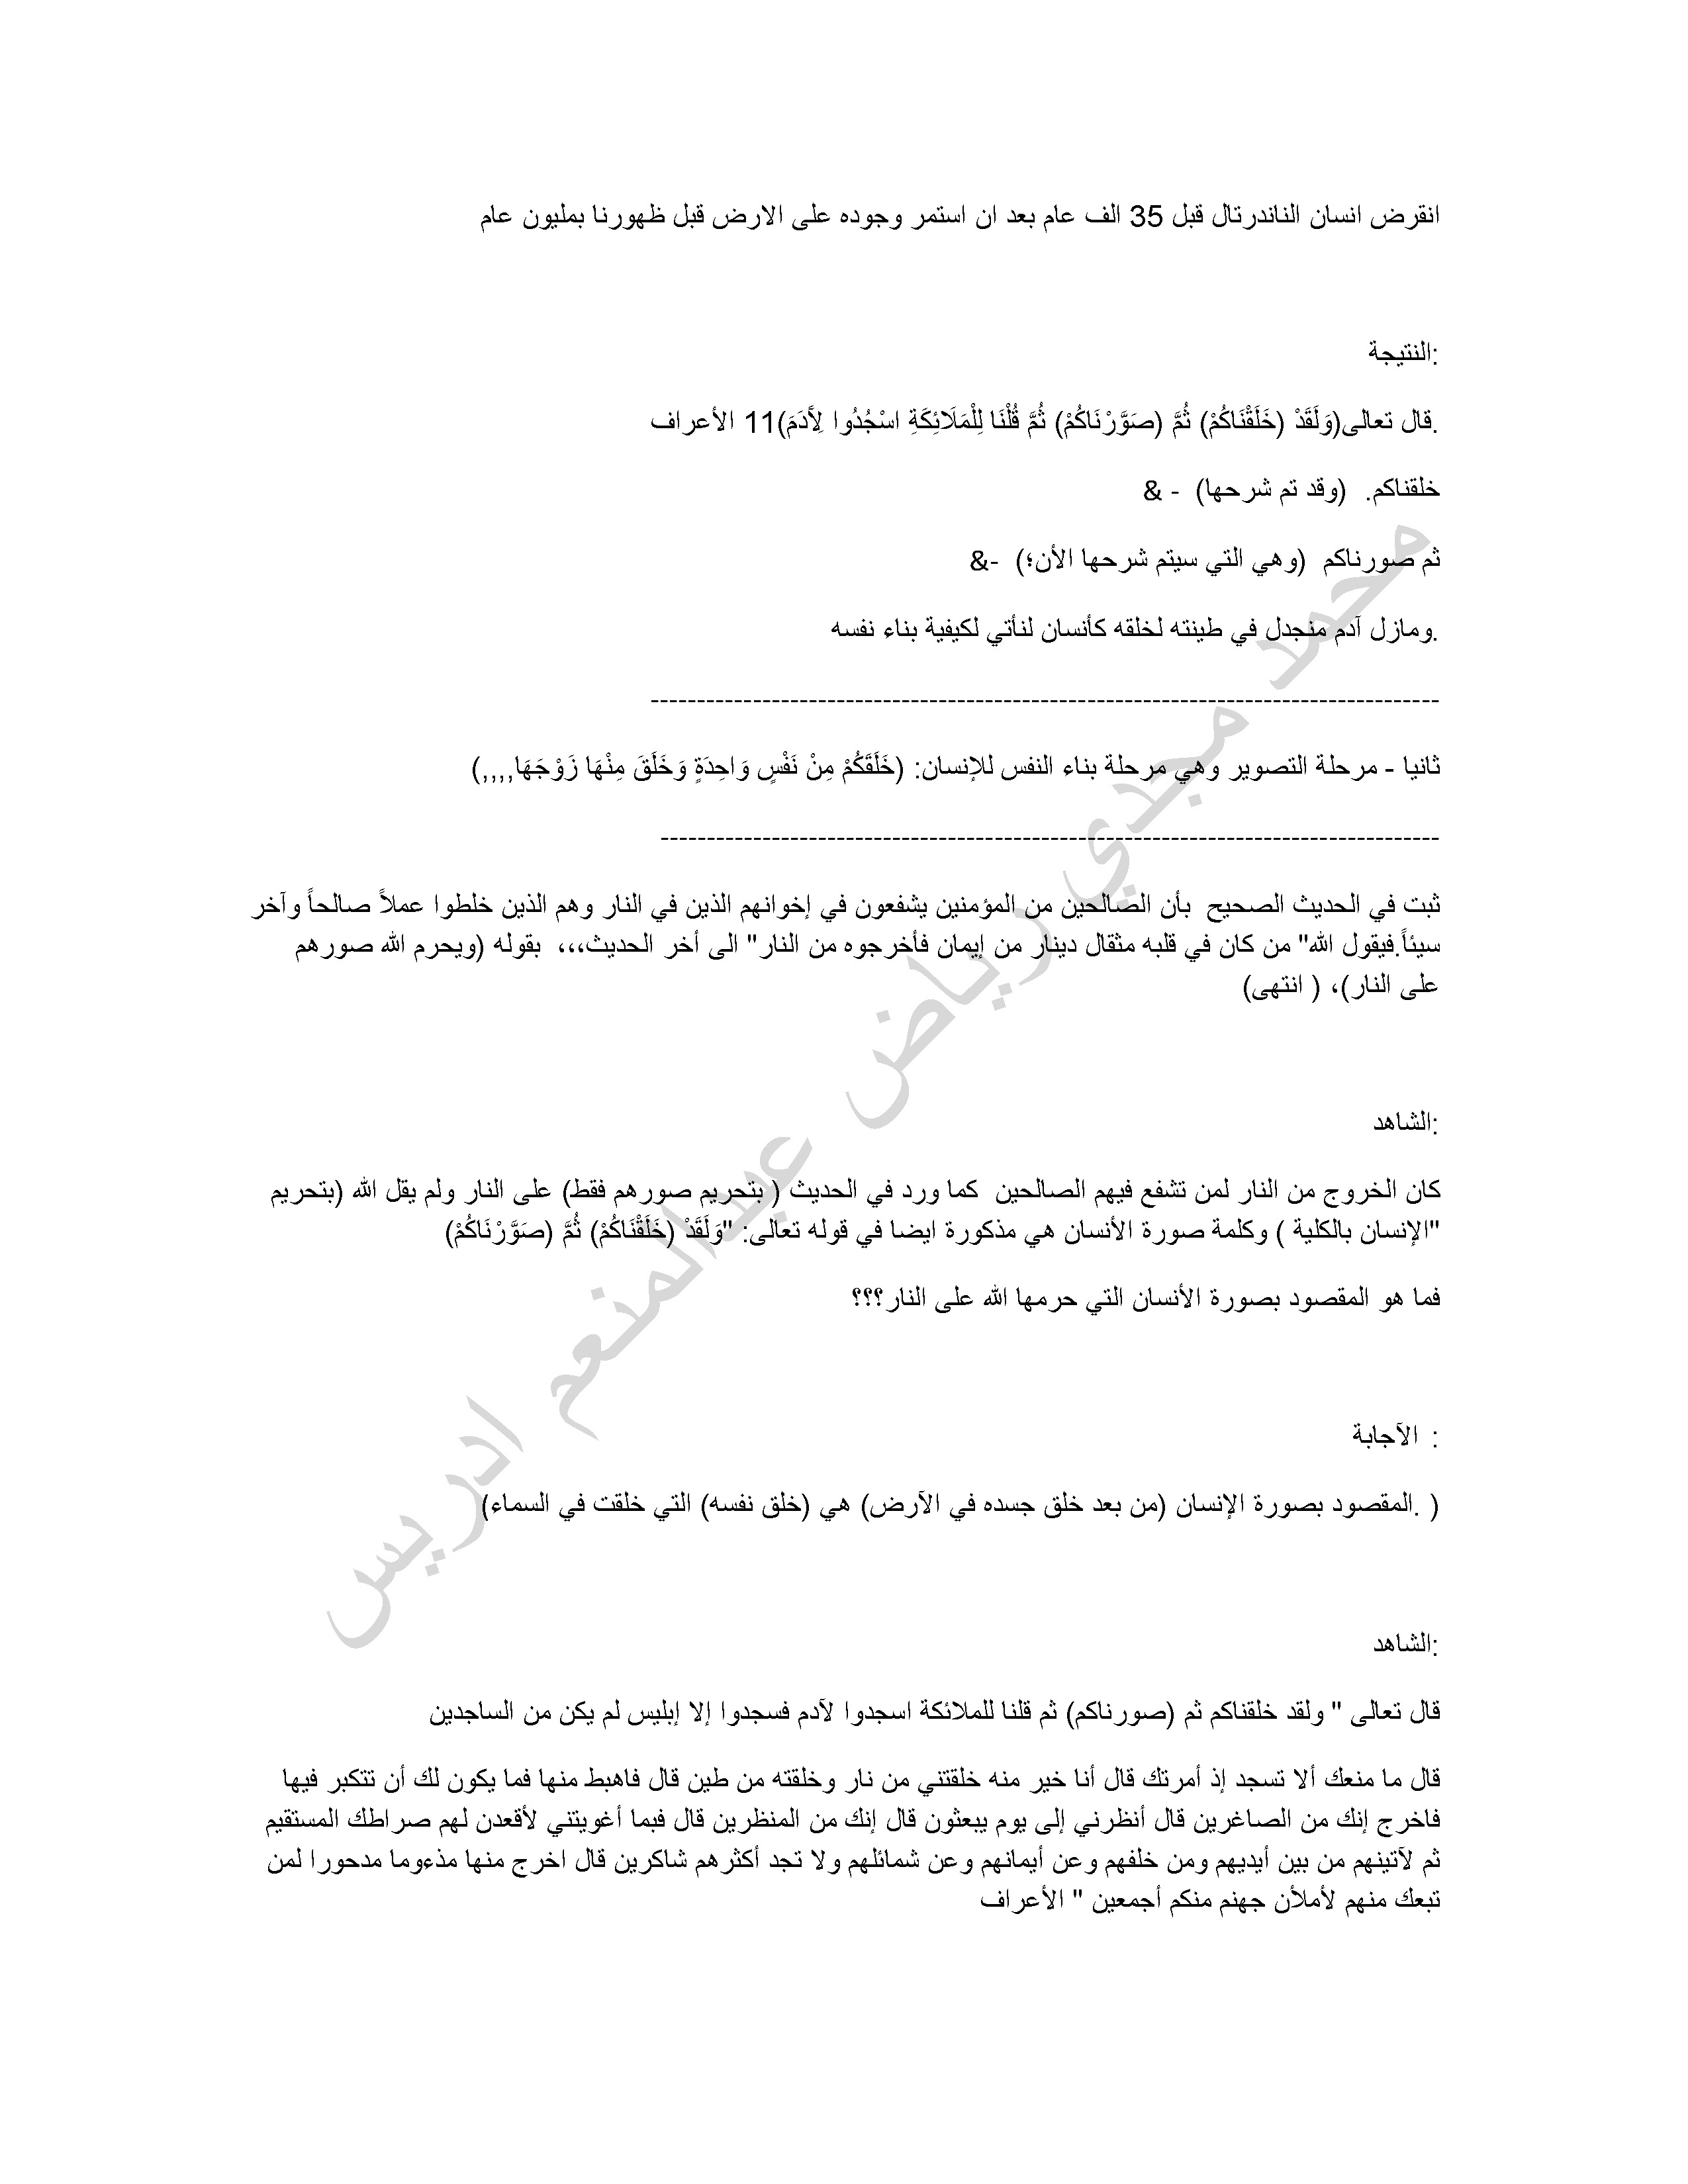 انقرض انسان الناندرتال قبل 35 الف عام بعد ان استمر وجوده على الارض قبل ظهورنا بمليون عام
:النتيجة
.قال تعالى(وَلَقَدْ (خَلَقْنَاكُمْ) ثُمَّ (صَوَّرْنَاكُمْ) ثُمَّ قُلْنَا لِلْمَلَائِكَةِ اسْجُدُوا لِأَدَمَ)11 الأعراف
خلقناكم. (وقد تم شرحها) - &
ثم صورناكم (وهي التي سيتم شرحها الأن؛) -&
.ومازل آدم منجدل في طينته لخلقه كأنسان لنأتي لكيفية بناء نفسه
-------------------------------------------------------------------------------------
ثانيا - مرحلة التصوير وهي مرحلة بناء النفس للإنسان: (خَلَقَكُمْ مِنْ نَفْسٍ وَاحِدَةٍ وَخَلَقَ مِنْهَا زَوْجَهَا,,,,)
------------------------------------------------------------------------------------
ثبت في الحديث الصحيح بأن الصالحين من المؤمنين يشفعون في إخوانهم الذين في النار وهم الذين خلطوا عملاً صالحاً وآخر
سيئاً.فيقول الله" من كان في قلبه مثقال دينار من إيمان فأخرجوه من النار" الى أخر الحديث،،، بقوله (ويحرم الله صورهم
على النار)، ( انتهى)
:الشاهد
كان الخروج من النار لمن تشفع فيهم الصالحين كما ورد في الحديث ( بتحريم صورهم فقط) على النار ولم يقل الله (بتحريم
"الإنسان بالكلية ) وكلمة صورة الأنسان هي مذكورة ايضا في قوله تعالى: "وَلَقَدْ (خَلَقْنَاكُمْ) ثُمَّ (صَوَّرْنَاكُمْ)
فما هو المقصود بصورة الأنسان التي حرمها الله على النار؟؟؟
: الآجابة
( .المقصود بصورة الإنسان (من بعد خلق جسده في الآرض) هي (خلق نفسه) التي خلقت في السماء)
:الشاهد
قال تعالى " ولقد خلقناكم ثم (صورناكم) ثم قلنا للملائكة اسجدوا لآدم فسجدوا إلا إبليس لم يكن من الساجدين
قال ما منعك ألا تسجد إذ أمرتك قال أنا خير منه خلقتني من نار وخلقته من طين قال فاهبط منها فما يكون لك أن تتكبر فيها
فاخرج إنك من الصاغرين قال أنظرني إلى يوم يبعثون قال إنك من المنظرين قال فبما أغويتني لأقعدن لهم صراطك المستقيم
ثم لآتينهم من بين أيديهم ومن خلفهم وعن أيمانهم وعن شمائلهم ولا تجد أكثرهم شاكرين قال اخرج منها مذءوما مدحورا لمن
تبعك منهم لأملأن جهنم منكم أجمعين " الأعراف
محمد مجدي رياض عبدالمنعم ادريس